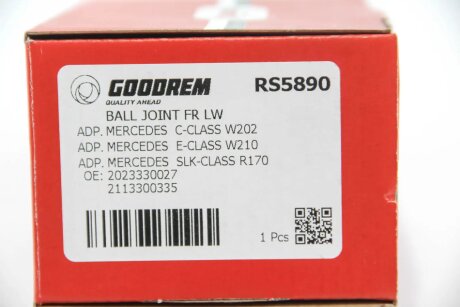 GOODREM
RS5890
QUALITY AHEAD
BALL JOINT FR LW
ADP. MERCEDES C-CLASS W202
ADP. MERCEDES E-CLASS W210
ADP. MERCEDES SLK-CLASS R170
OE: 2023330027
2113300335
1 Pcs